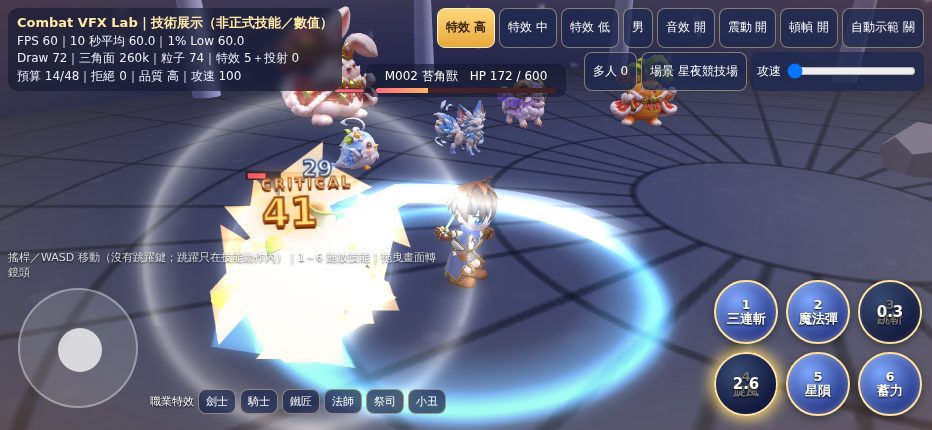 Combat VFX Lab｜技術展示（非正式技能／數值）
FPS 60｜10 秒平均 60.0｜1% Low 60.0
Draw 72｜三角面 260k｜粒子 74｜特效 5＋投射 0
預算 14/48｜拒絕 0｜品質 高｜攻速 100
特效 高
特效 中
特效 低
男
音效 開
震動 開
頓幀 開
自動示範 關
多人 0
場景 星夜競技場
攻速
M002 苔角獸 HP 172 / 600
29
CRITICAL
41
搖桿／WASD 移動（沒有跳躍鍵；跳躍只在技能動作內）｜1～6 施放技能｜拖曳畫面轉
鏡頭
1
三連斬
2
魔法彈
3
0.3
跳斬
4
2.6
旋風
5
星隕
6
蓄力
職業特效
劍士
騎士
鐵匠
法師
祭司
小丑